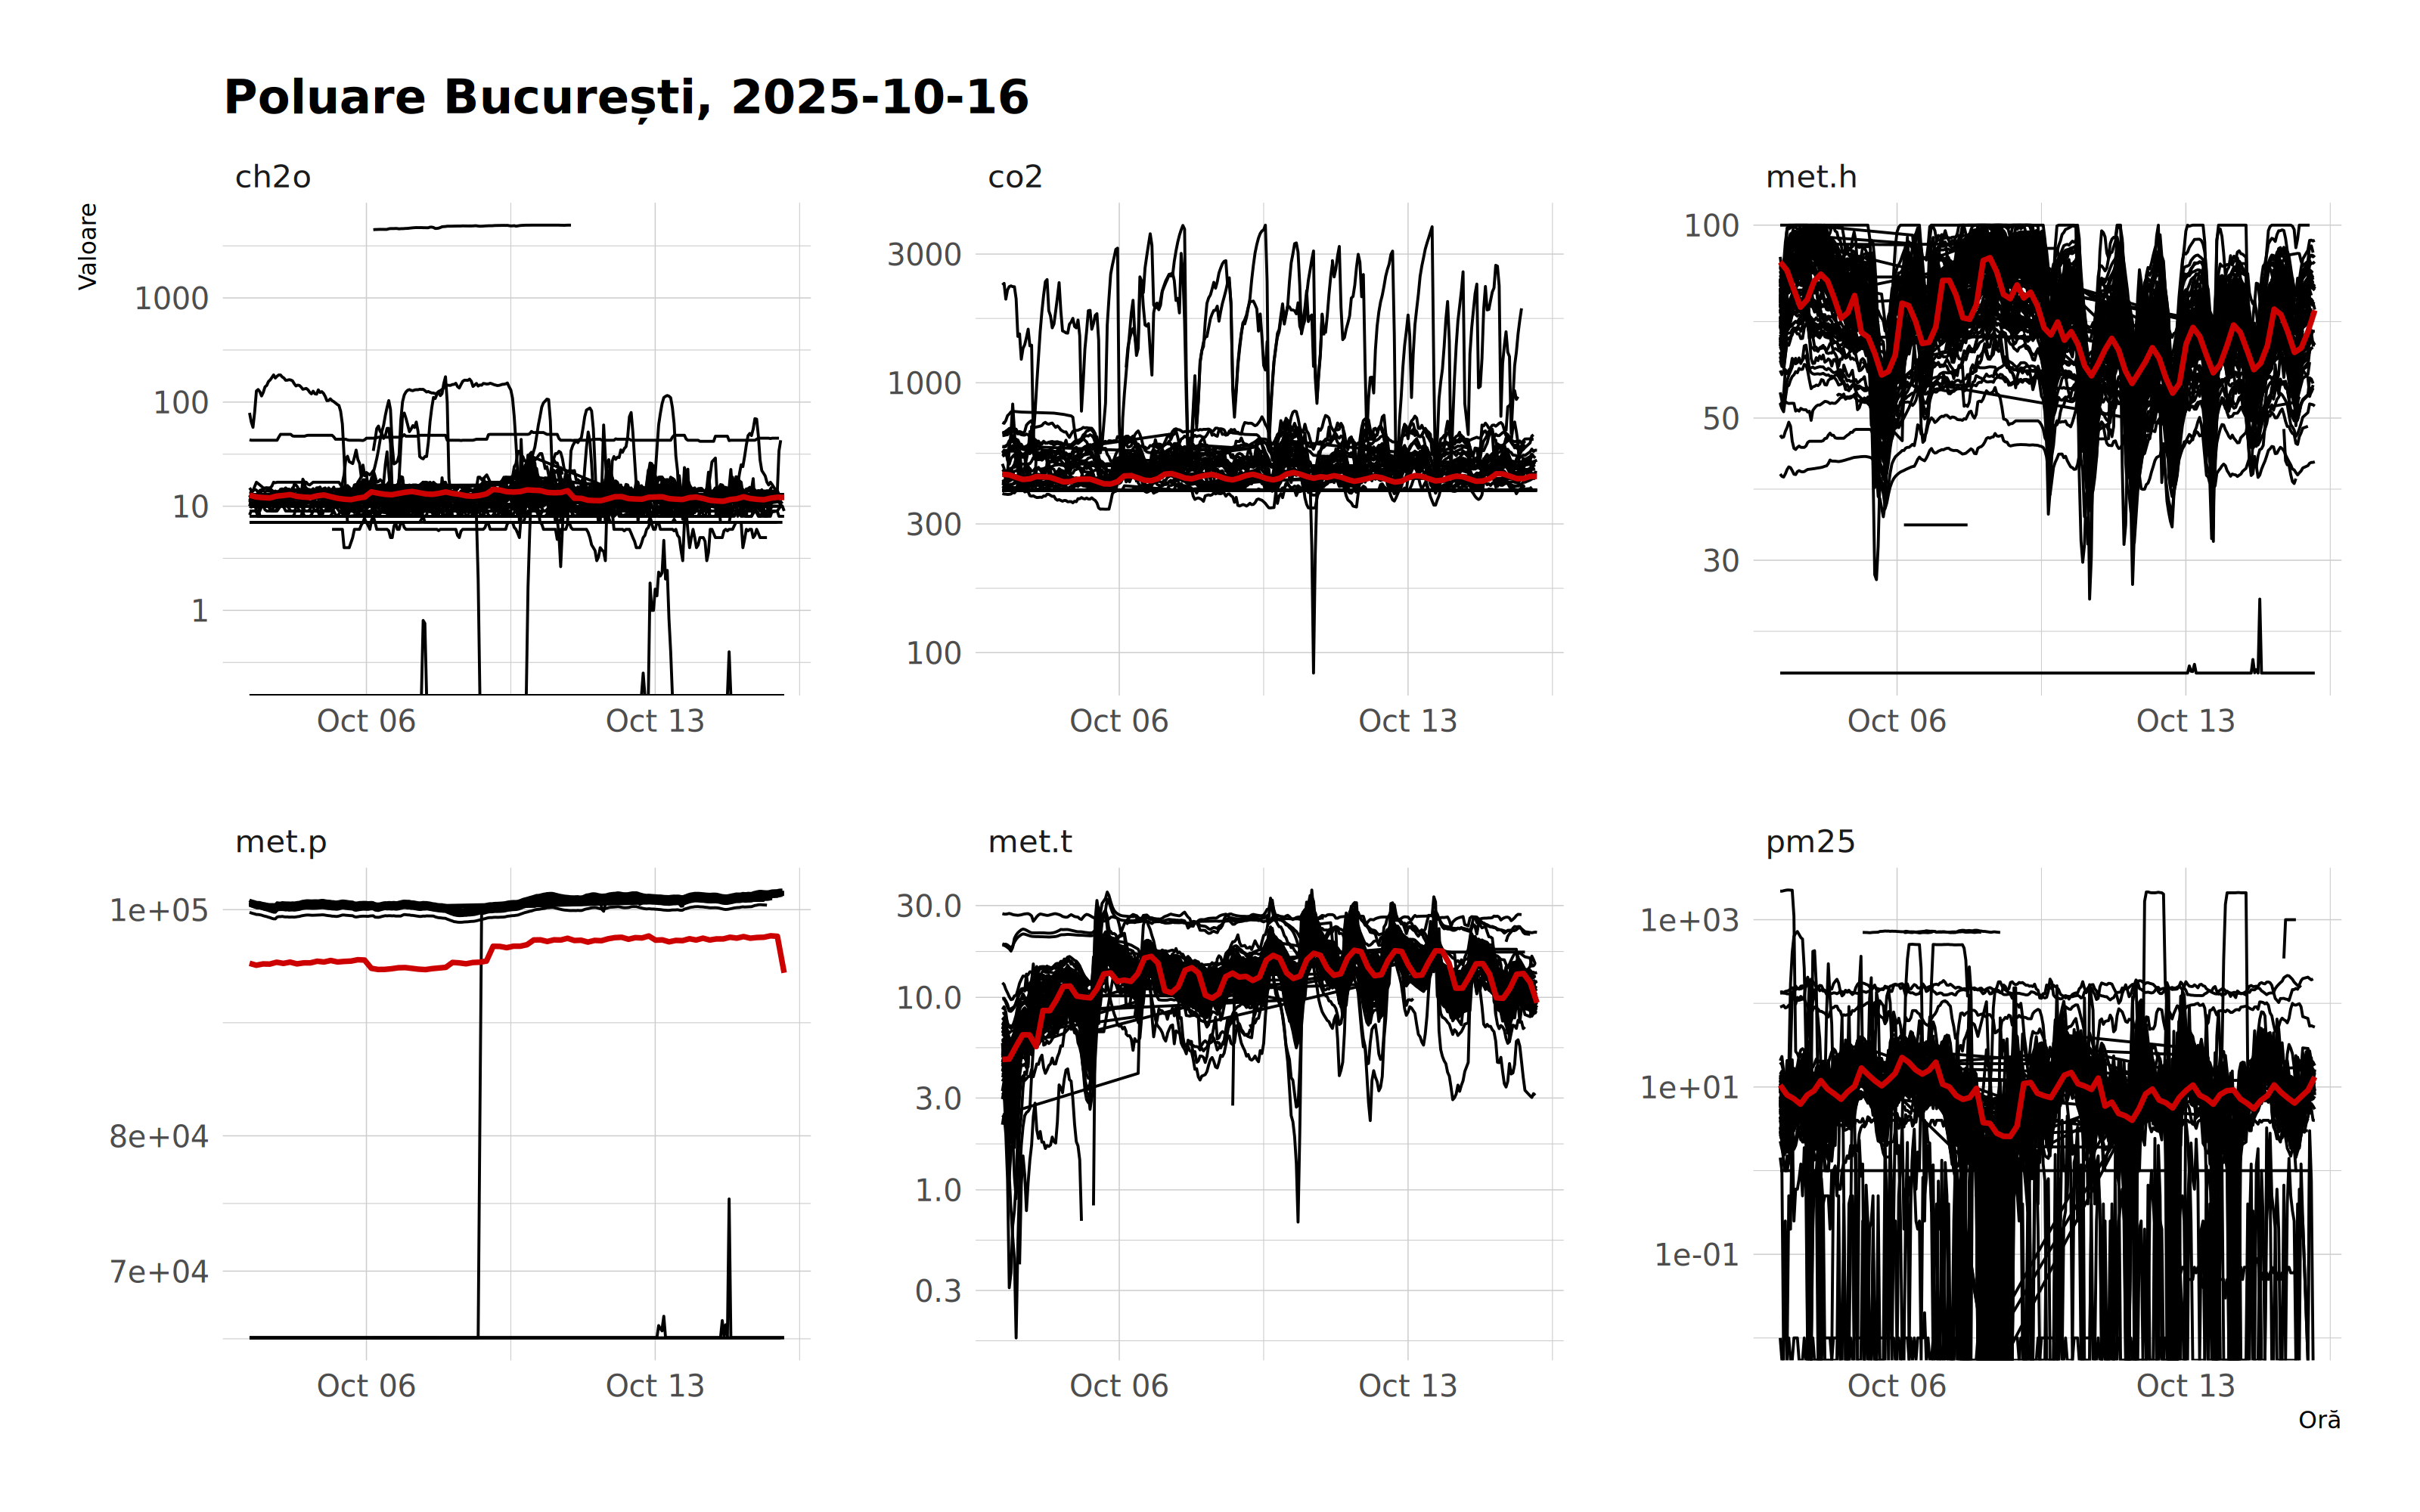 Poluare București, 2025-10-16
Valoare
ch2o
1000
100
10
1
Oct 06
Oct 13
co2
3000
1000
300
100
Oct 06
Oct 13
met.h
100
50
30
Oct 06
Oct 13
met.p
1e+05
8e+04
7e+04
Oct 06
Oct 13
met.t
30.0
10.0
3.0
1.0
0.3
Oct 06
Oct 13
pm25
1e+03
1e+01
1e-01
Oct 06
Oct 13
Oră